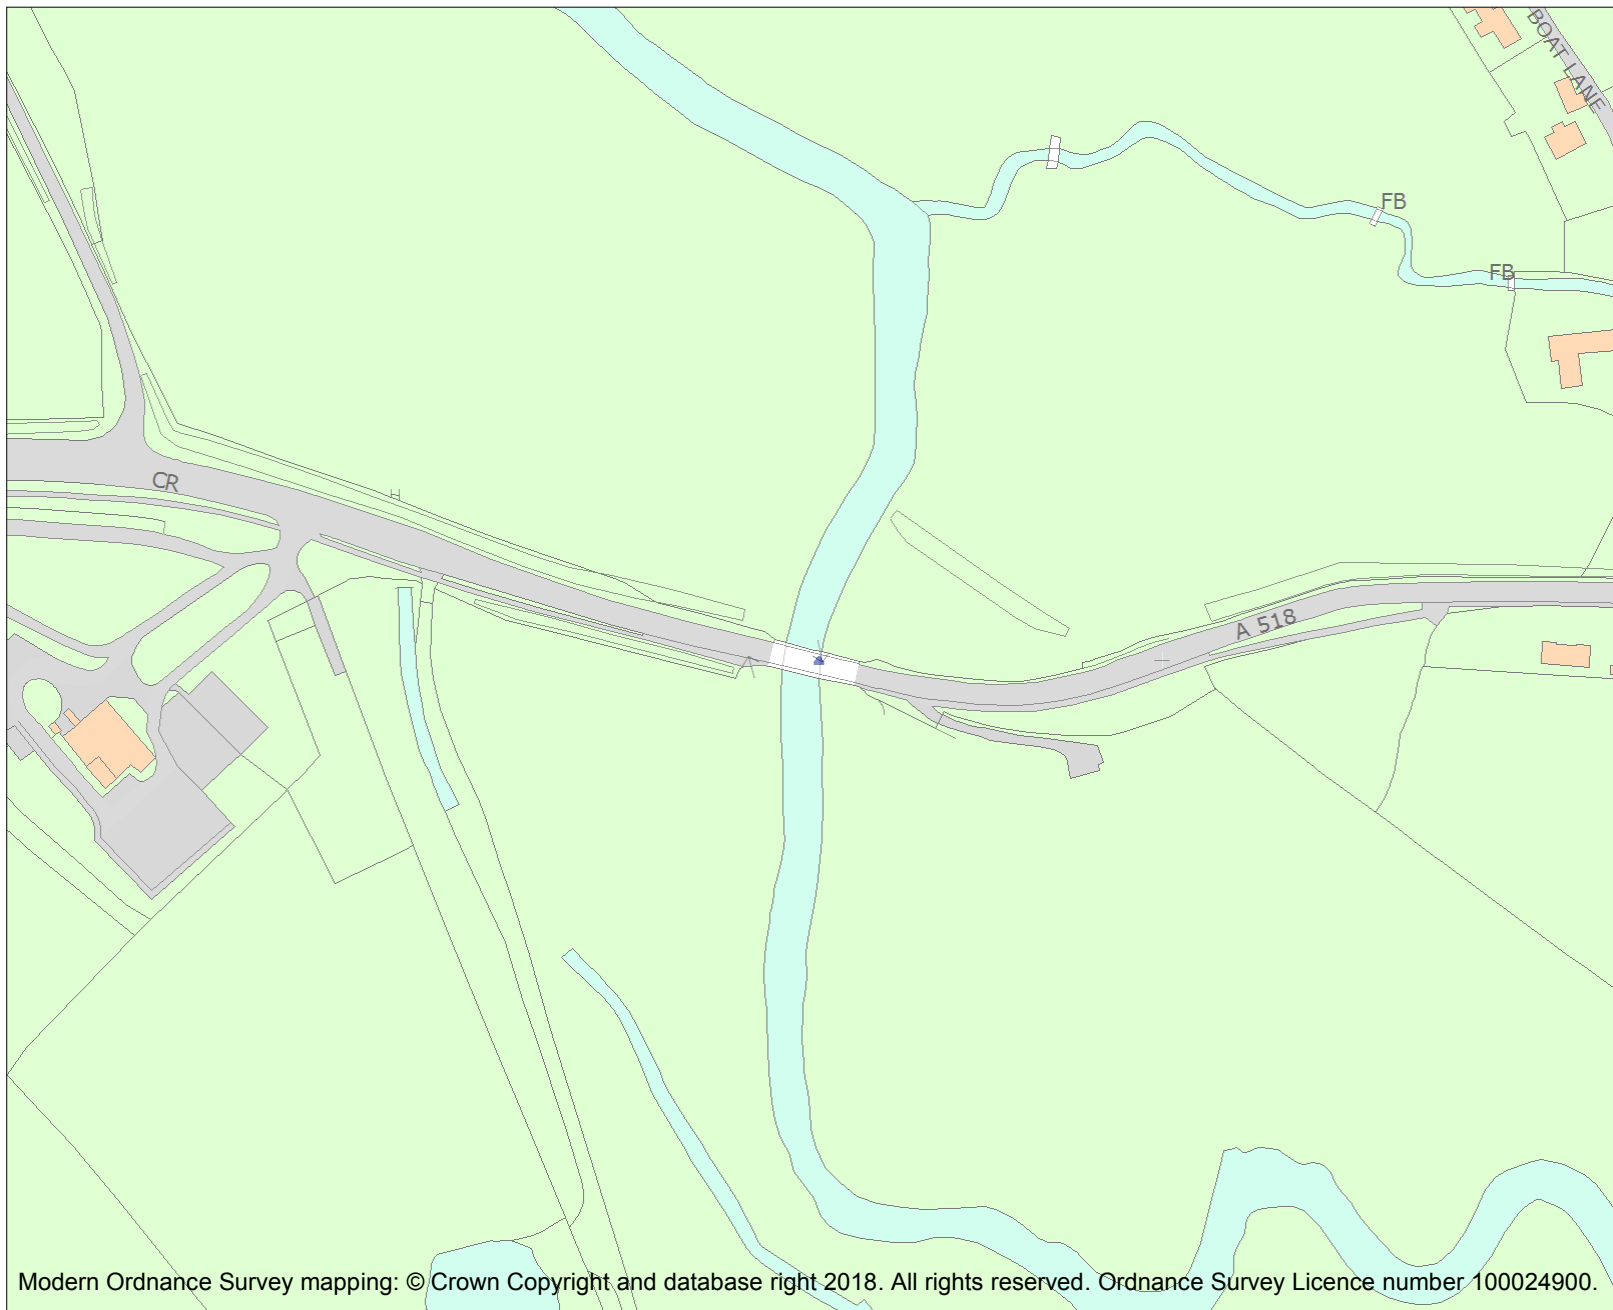 BOAT LANE
FB
FB
CR
A 518
Modern Ordnance Survey mapping: © Crown Copyright and database right 2018. All rights reserved. Ordnance Survey Licence number 100024900.